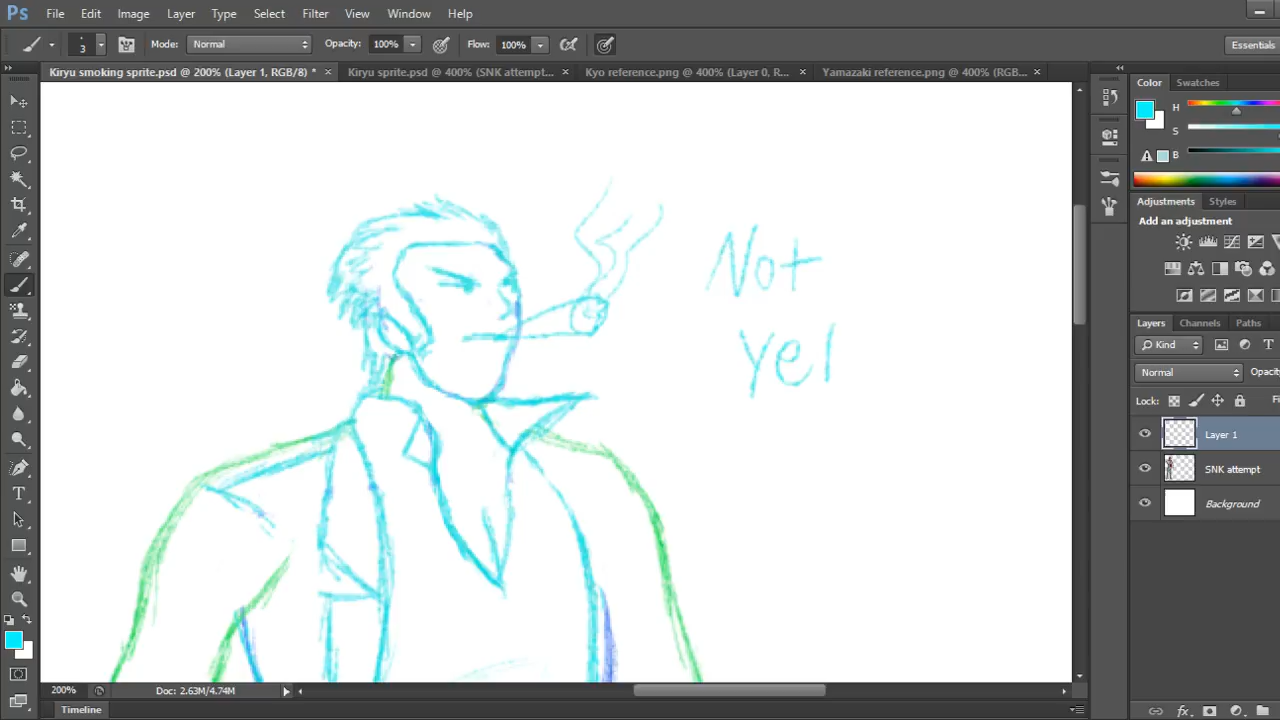 Ps File Edit Image Layer Type Select Filter View Window Help
3 Mode: Normal Opacity: 100% Flow: 100% Essentials
Kiryu smoking sprite.psd @ 200% (Layer 1, RGB/8) * × Kiryu sprite.psd @ 400% (SNK attempt... × Kyo reference.png @ 400% (Layer 0, R... × Yamazaki reference.png @ 400% (RGB... ×
Color Swatches
H
S
B
Adjustments Styles
Add an adjustment
Not
yet
Layers Channels Paths
Kind
Normal Opacity
Lock: Fi
Layer 1
SNK attempt
Background
200% Doc: 2.63M/4.74M
Timeline